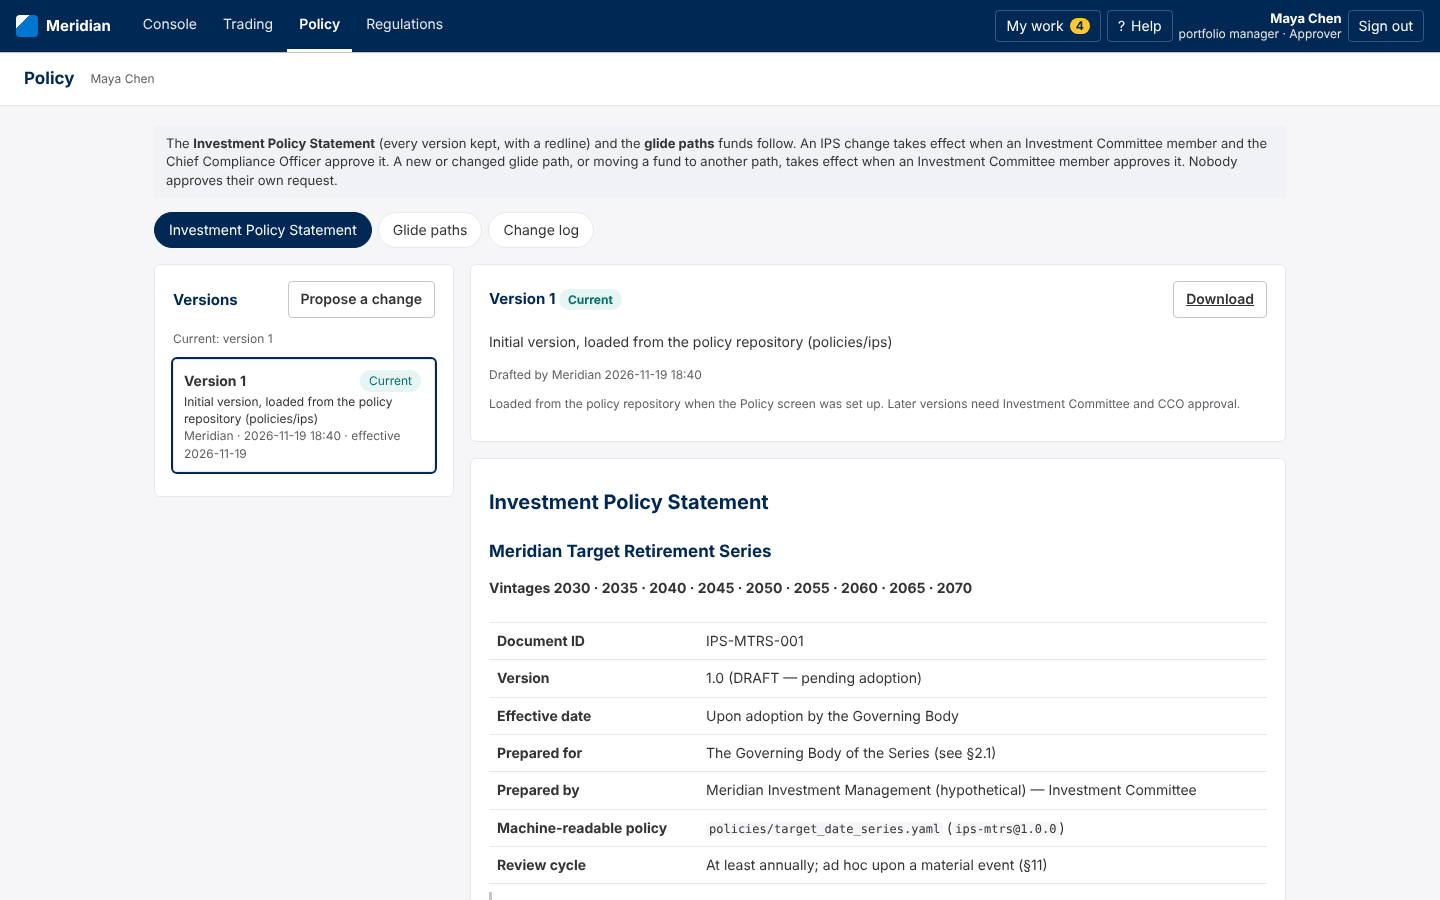 Meridian
Console
Trading
Policy
Regulations
My work 4
? Help
Maya Chen
portfolio manager · Approver
Sign out
Policy
Maya Chen
The Investment Policy Statement (every version kept, with a redline) and the glide paths funds follow. An IPS change takes effect when an Investment Committee member and the
Chief Compliance Officer approve it. A new or changed glide path, or moving a fund to another path, takes effect when an Investment Committee member approves it. Nobody
approves their own request.
Investment Policy Statement
Glide paths
Change log
Versions
Propose a change
Current: version 1
Version 1
Current
Initial version, loaded from the policy
repository (policies/ips)
Meridian · 2026-11-19 18:40 · effective
2026-11-19
Version 1 Current
Download
Initial version, loaded from the policy repository (policies/ips)
Drafted by Meridian 2026-11-19 18:40
Loaded from the policy repository when the Policy screen was set up. Later versions need Investment Committee and CCO approval.
Investment Policy Statement
Meridian Target Retirement Series
Vintages 2030 · 2035 · 2040 · 2045 · 2050 · 2055 · 2060 · 2065 · 2070
Document ID IPS-MTRS-001
Version 1.0 (DRAFT — pending adoption)
Effective date Upon adoption by the Governing Body
Prepared for The Governing Body of the Series (see §2.1)
Prepared by Meridian Investment Management (hypothetical) — Investment Committee
Machine-readable policy policies/target_date_series.yaml (ips-mtrs@1.0.0)
Review cycle At least annually; ad hoc upon a material event (§11)